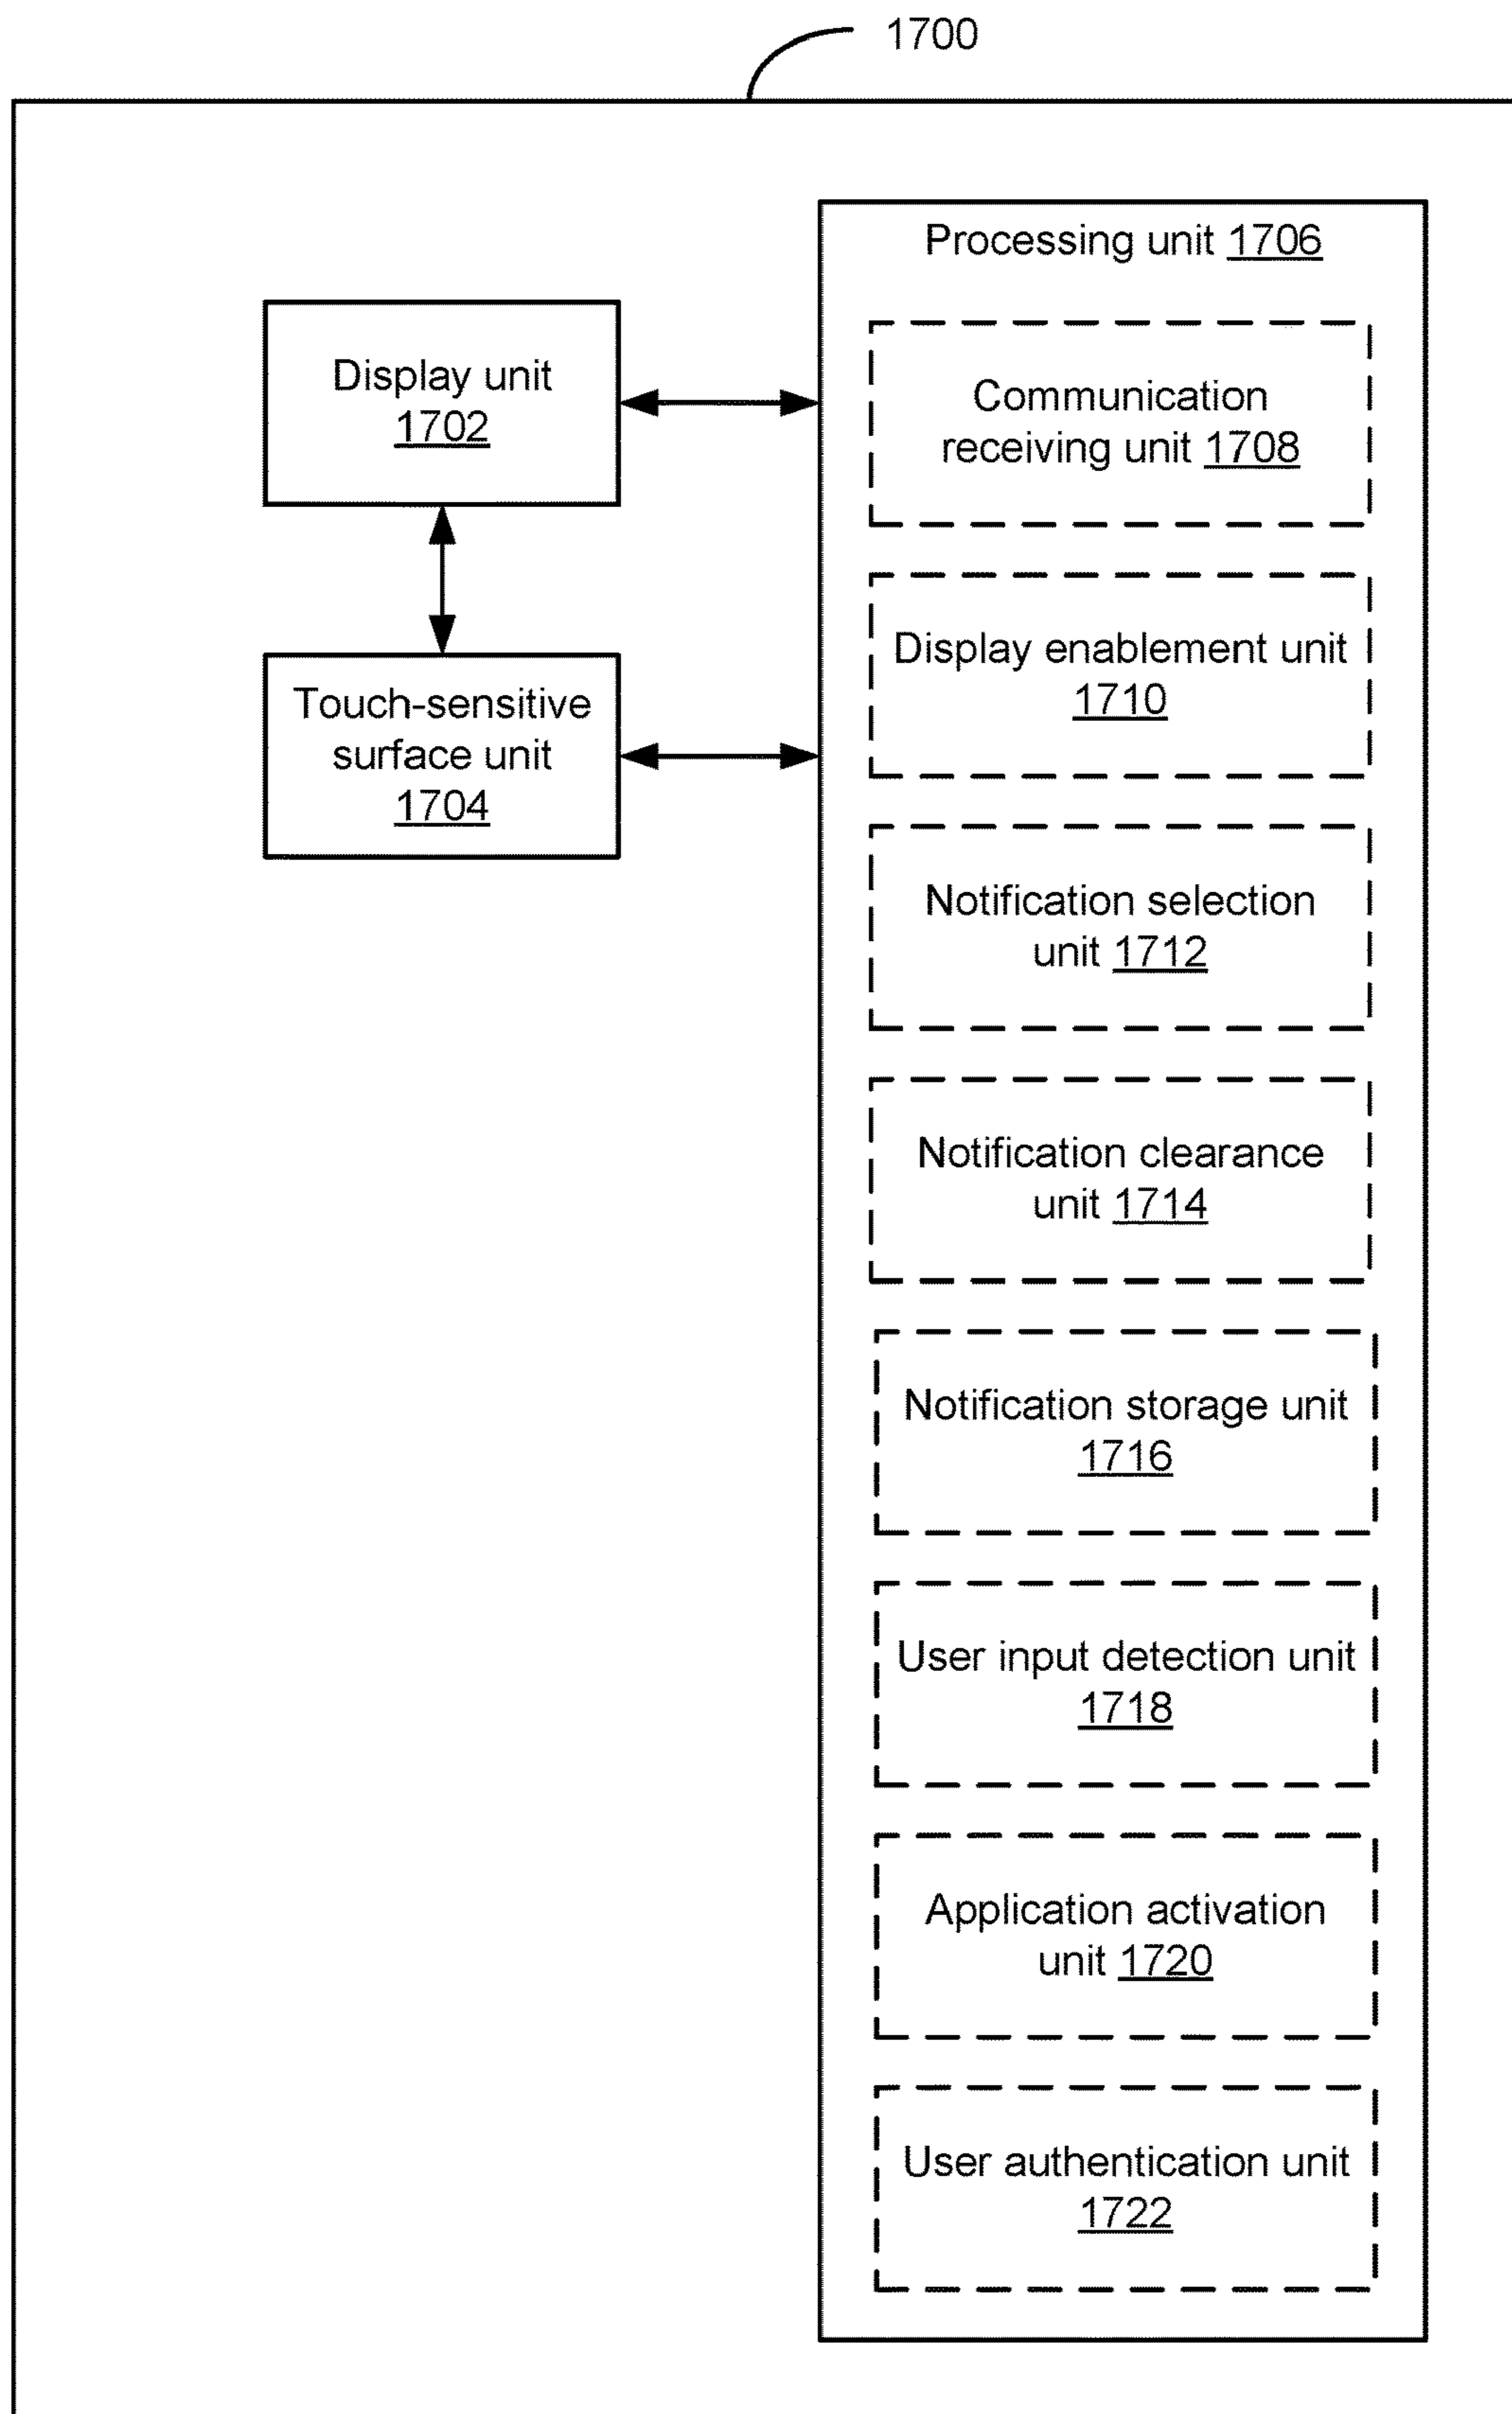 1700
Processing unit 1706
Display unit
1702
Touch-sensitive
surface unit
1704
Communication
receiving unit 1708
Display enablement unit
1710
Notification selection
unit 1712
Notification clearance
unit 1714
Notification storage unit
1716
User input detection unit
1718
Application activation
unit 1720
User authentication unit
1722